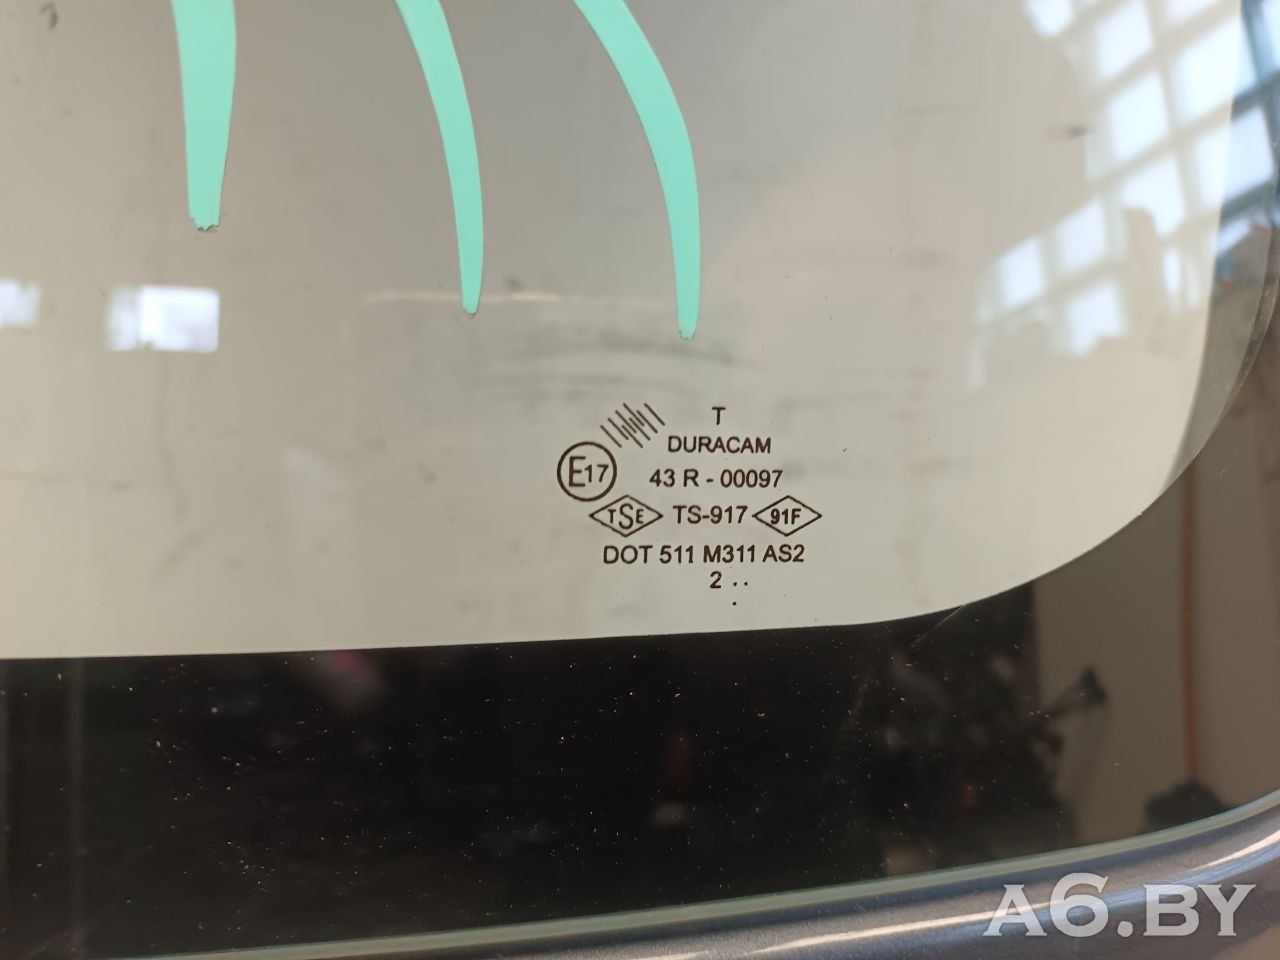 T
DURACAM
E17 43 R - 00097
TSE TS-917 91F
DOT 511 M311 AS2
2 ..
.
A6.BY